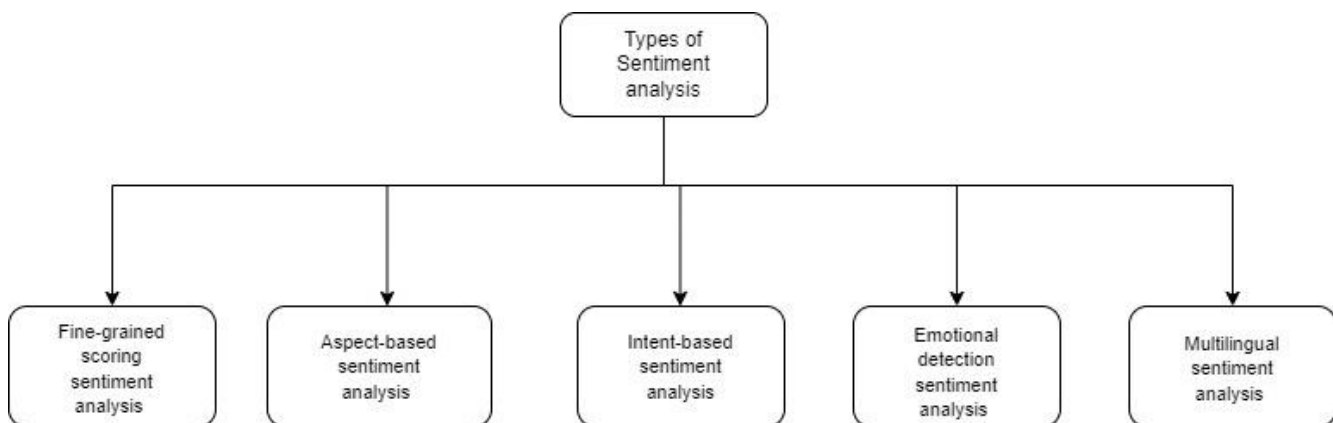 Types of
Sentiment
analysis
Fine-grained
scoring
sentiment
analysis
Aspect-based
sentiment
analysis
Intent-based
sentiment
analysis
Emotional
detection
sentiment
analysis
Multilingual
sentiment
analysis